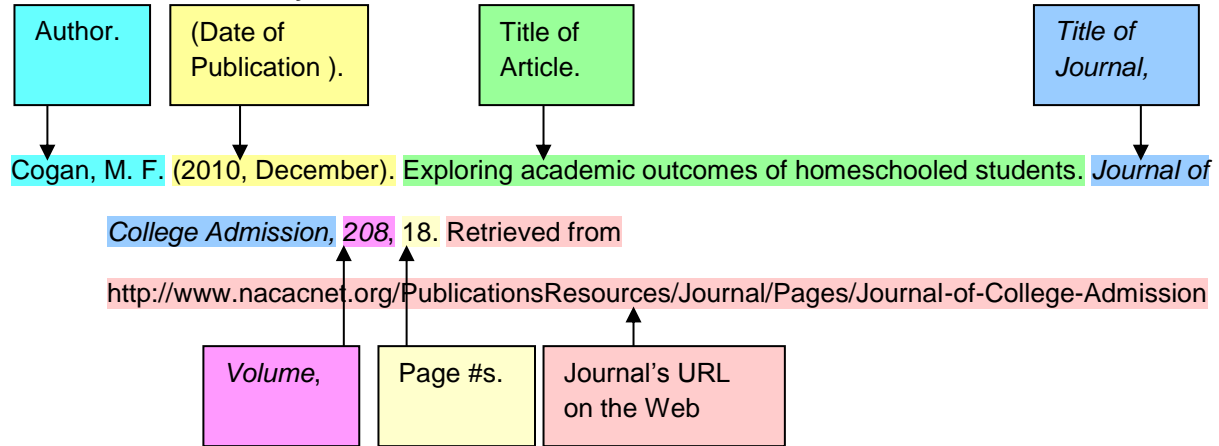 Author.
(Date of
Publication ).
Title of
Article.
Title of
Journal,
Cogan, M. F. (2010, December). Exploring academic outcomes of homeschooled students. Journal of
College Admission, 208, 18. Retrieved from
http://www.nacacnet.org/PublicationsResources/Journal/Pages/Journal-of-College-Admission
Volume,
Page #s.
Journal’s URL
on the Web